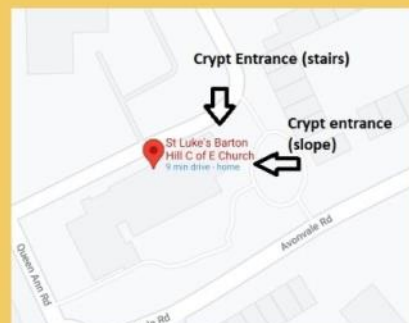 Crypt Entrance (stairs)
Crypt entrance
(slope)
St Luke's Barton
Hill C of E Church
9 min drive - home
Avonvale Rd
Queen Ann Rd
Rd